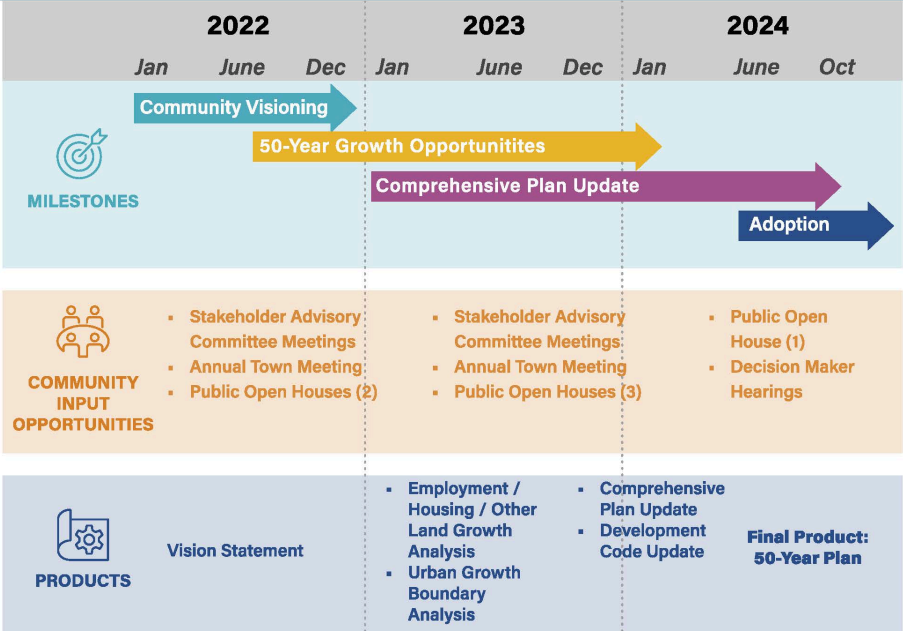 2022 2023 2024
Jan June Dec Jan June Dec Jan June Oct
Community Visioning
50-Year Growth Opportunitites
Comprehensive Plan Update
Adoption
MILESTONES
COMMUNITY
INPUT
OPPORTUNITIES
▪ Stakeholder Advisory
Committee Meetings
▪ Annual Town Meeting
▪ Public Open Houses (2)
▪ Stakeholder Advisory
Committee Meetings
▪ Annual Town Meeting
▪ Public Open Houses (3)
▪ Public Open
House (1)
▪ Decision Maker
Hearings
PRODUCTS
Vision Statement
▪ Employment /
Housing / Other
Land Growth
Analysis
▪ Urban Growth
Boundary
Analysis
▪ Comprehensive
Plan Update
▪ Development
Code Update
Final Product:
50-Year Plan